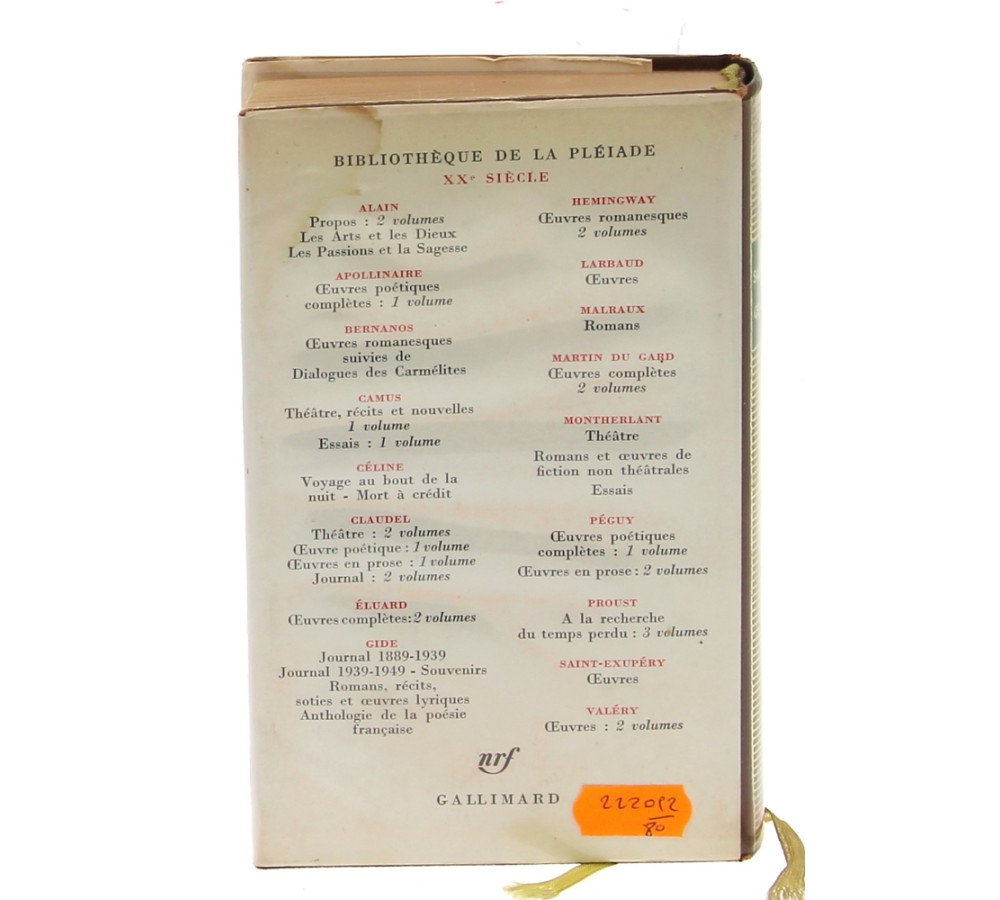 BIBLIOTHÈQUE DE LA PLÉIADE
XXe SIÈCLE
ALAIN
Propos : 2 volumes
Les Arts et les Dieux
Les Passions et la Sagesse
APOLLINAIRE
Œuvres poétiques
complètes : 1 volume
BERNANOS
Œuvres romanesques
suivies de
Dialogues des Carmélites
CAMUS
Théâtre, récits et nouvelles
1 volume
Essais : 1 volume
CÉLINE
Voyage au bout de la
nuit - Mort à crédit
CLAUDEL
Théâtre : 2 volumes
Œuvre poétique : 1 volume
Œuvres en prose : 1 volume
Journal : 2 volumes
ÉLUARD
Œuvres complètes : 2 volumes
GIDE
Journal 1889-1939
Journal 1939-1949 - Souvenirs
Romans, récits,
soties et œuvres lyriques
Anthologie de la poésie
française
HEMINGWAY
Œuvres romanesques
2 volumes
LARBAUD
Œuvres
MALRAUX
Romans
MARTIN DU GARD
Œuvres complètes
2 volumes
MONTHERLANT
Théâtre
Romans et œuvres de
fiction non théâtrales
Essais
PÉGUY
Œuvres poétiques
complètes : 1 volume
Œuvres en prose : 2 volumes
PROUST
A la recherche
du temps perdu : 3 volumes
SAINT-EXUPÉRY
Œuvres
VALÉRY
Œuvres : 2 volumes
nrf
GALLIMARD
222092
80